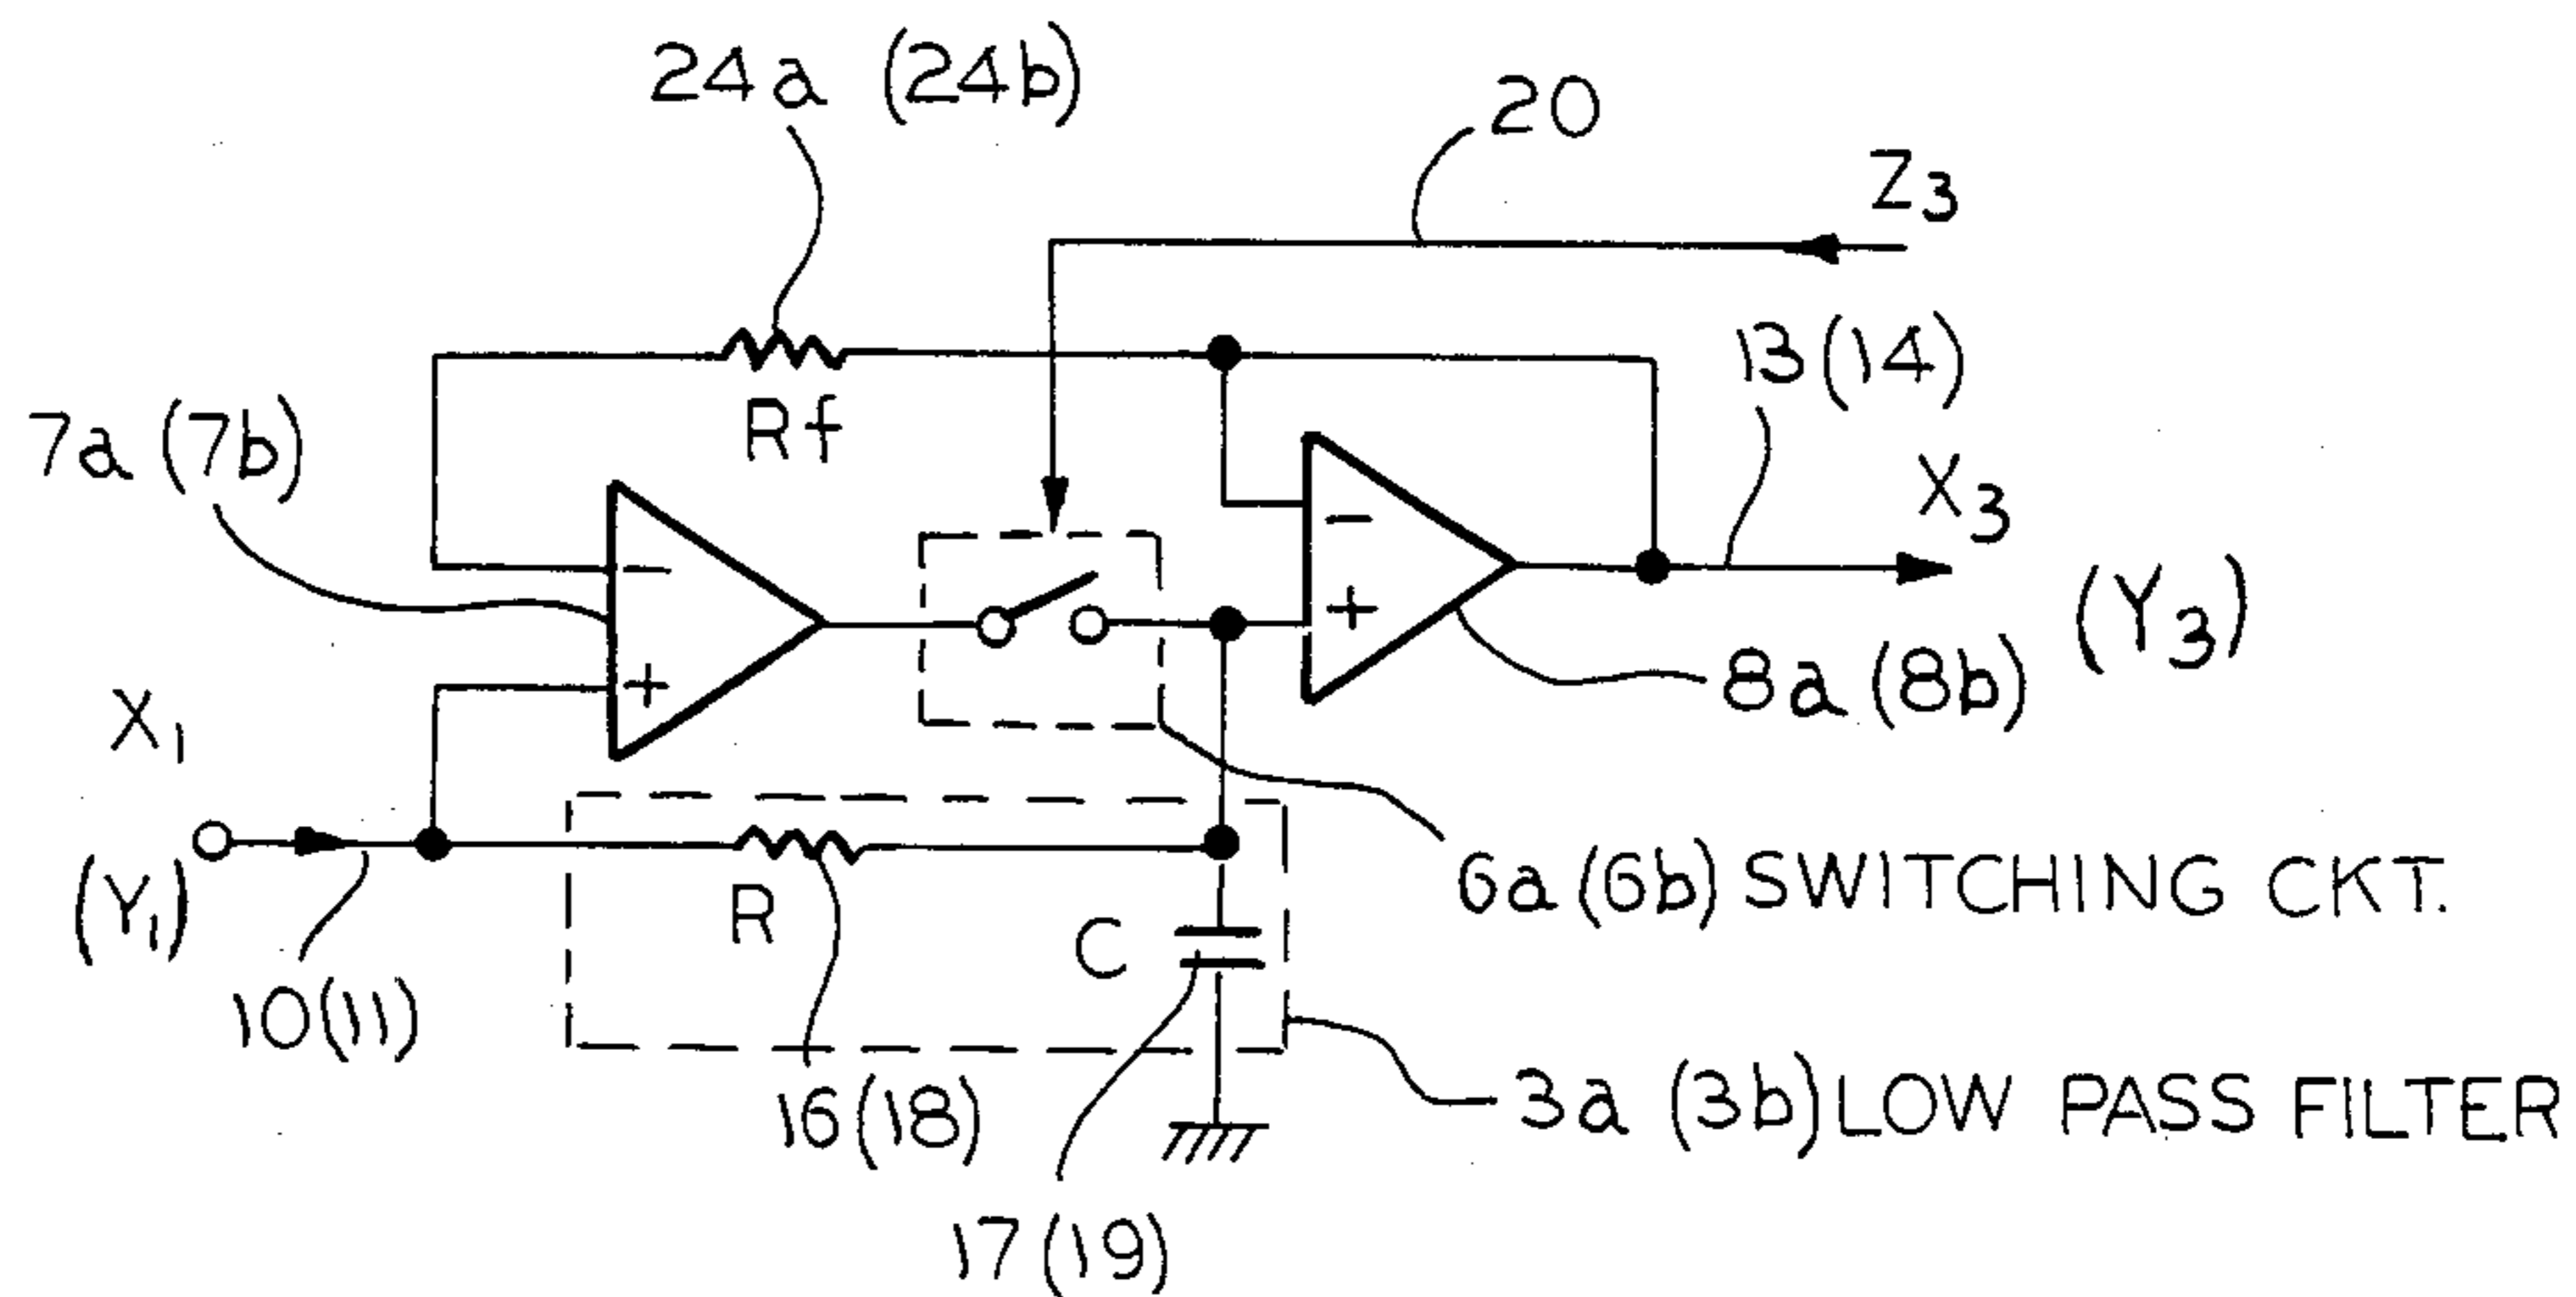 24a (24b)
20
Z3
13(14)
Rf
7a (7b)
X3
(Y3)
−
+
−
+
8a (8b)
X1
(Y1)
10(11)
R
C
6a (6b) SWITCHING CKT.
16(18)
3a (3b) LOW PASS FILTER
17(19)